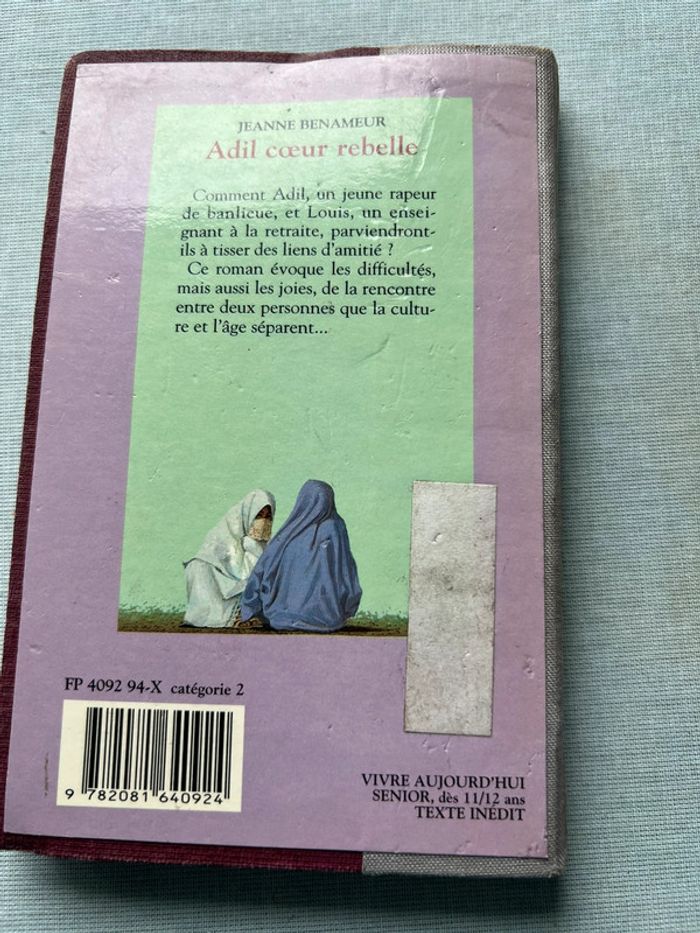 JEANNE BENAMEUR
Adil cœur rebelle
Comment Adil, un jeune rapeur
de banlieue, et Louis, un ensei-
gnant à la retraite, parviendront-
ils à tisser des liens d'amitié ?
Ce roman évoque les difficultés,
mais aussi les joies, de la rencontre
entre deux personnes que la cultu-
re et l'âge séparent...
FP 4092 94-X catégorie 2
9 782081 640924
VIVRE AUJOURD'HUI
SENIOR, dès 11/12 ans
TEXTE INÉDIT